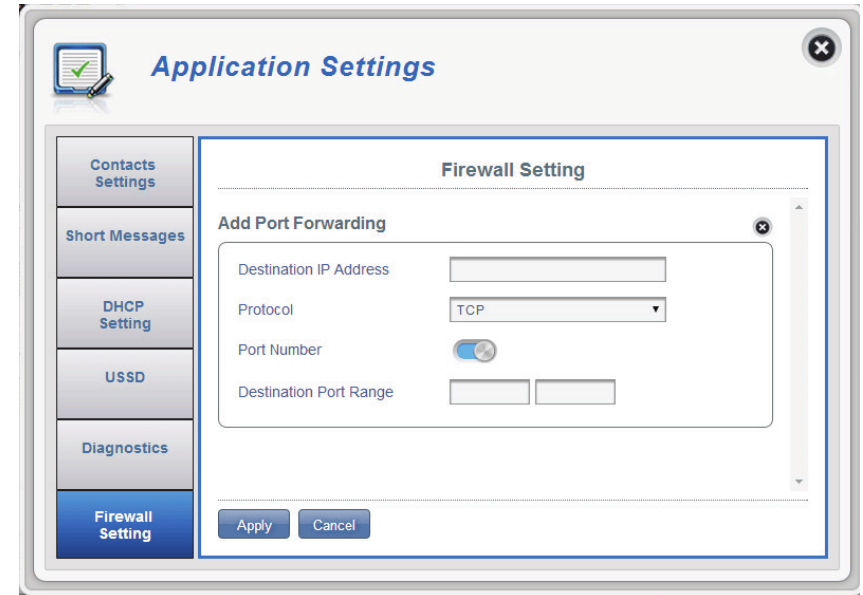 Application Settings
Contacts
Settings
Short Messages
DHCP
Setting
USSD
Diagnostics
Firewall
Setting
Firewall Setting
Add Port Forwarding
Destination IP Address
Protocol
TCP
Port Number
Destination Port Range
Apply
Cancel